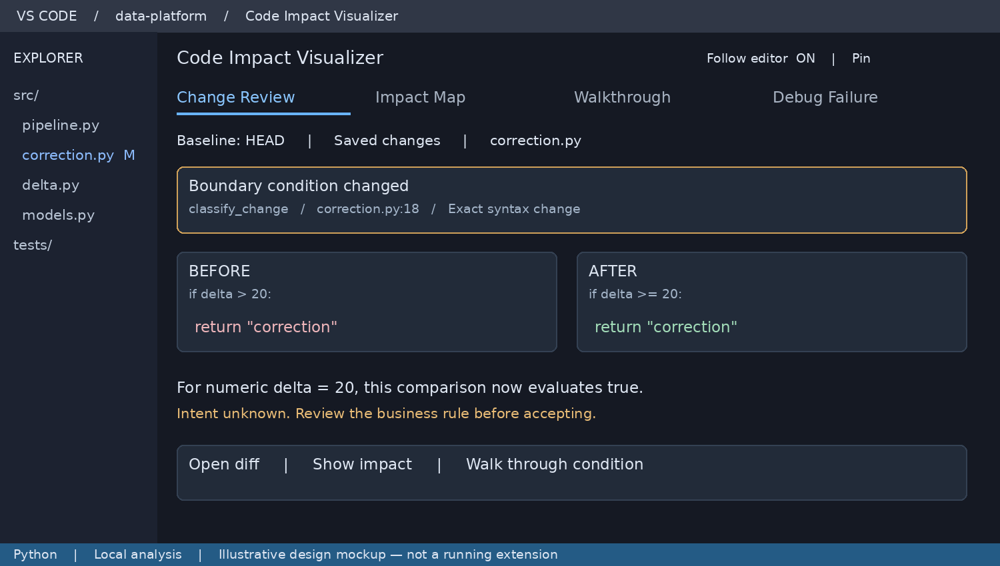 VS CODE / data-platform / Code Impact Visualizer
EXPLORER
src/
pipeline.py
correction.py M
delta.py
models.py
tests/
Code Impact Visualizer
Follow editor ON | Pin
Change Review Impact Map Walkthrough Debug Failure
Baseline: HEAD | Saved changes | correction.py
Boundary condition changed
classify_change / correction.py:18 / Exact syntax change
BEFORE
if delta > 20:
return "correction"
AFTER
if delta >= 20:
return "correction"
For numeric delta = 20, this comparison now evaluates true.
Intent unknown. Review the business rule before accepting.
Open diff | Show impact | Walk through condition
Python | Local analysis | Illustrative design mockup — not a running extension